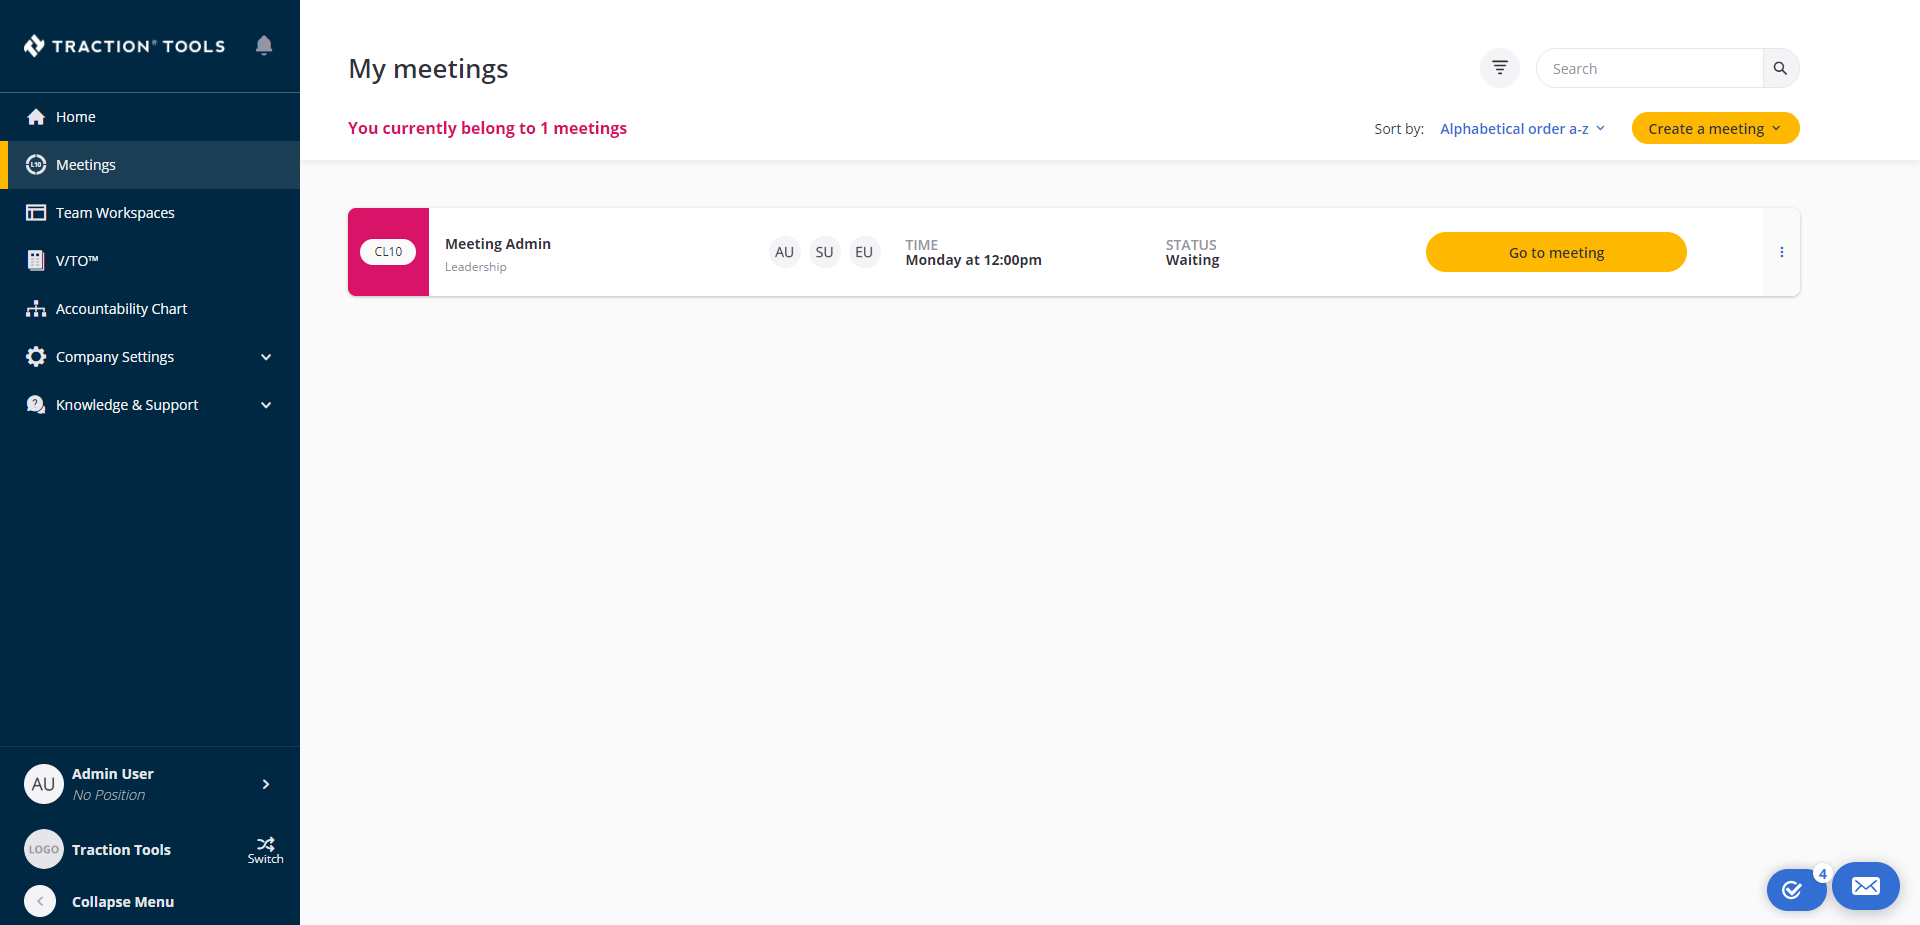 TRACTION® TOOLS
Home
L10
Meetings
Team Workspaces
V/TO™
Accountability Chart
Company Settings
?
Knowledge & Support
AU
Admin User
No Position
LOGO
Traction Tools
Switch
Collapse Menu
My meetings
Search
You currently belong to 1 meetings
Sort by: Alphabetical order a-z
Create a meeting
CL10
Meeting Admin
Leadership
AU SU EU
TIME
Monday at 12:00pm
STATUS
Waiting
Go to meeting
4